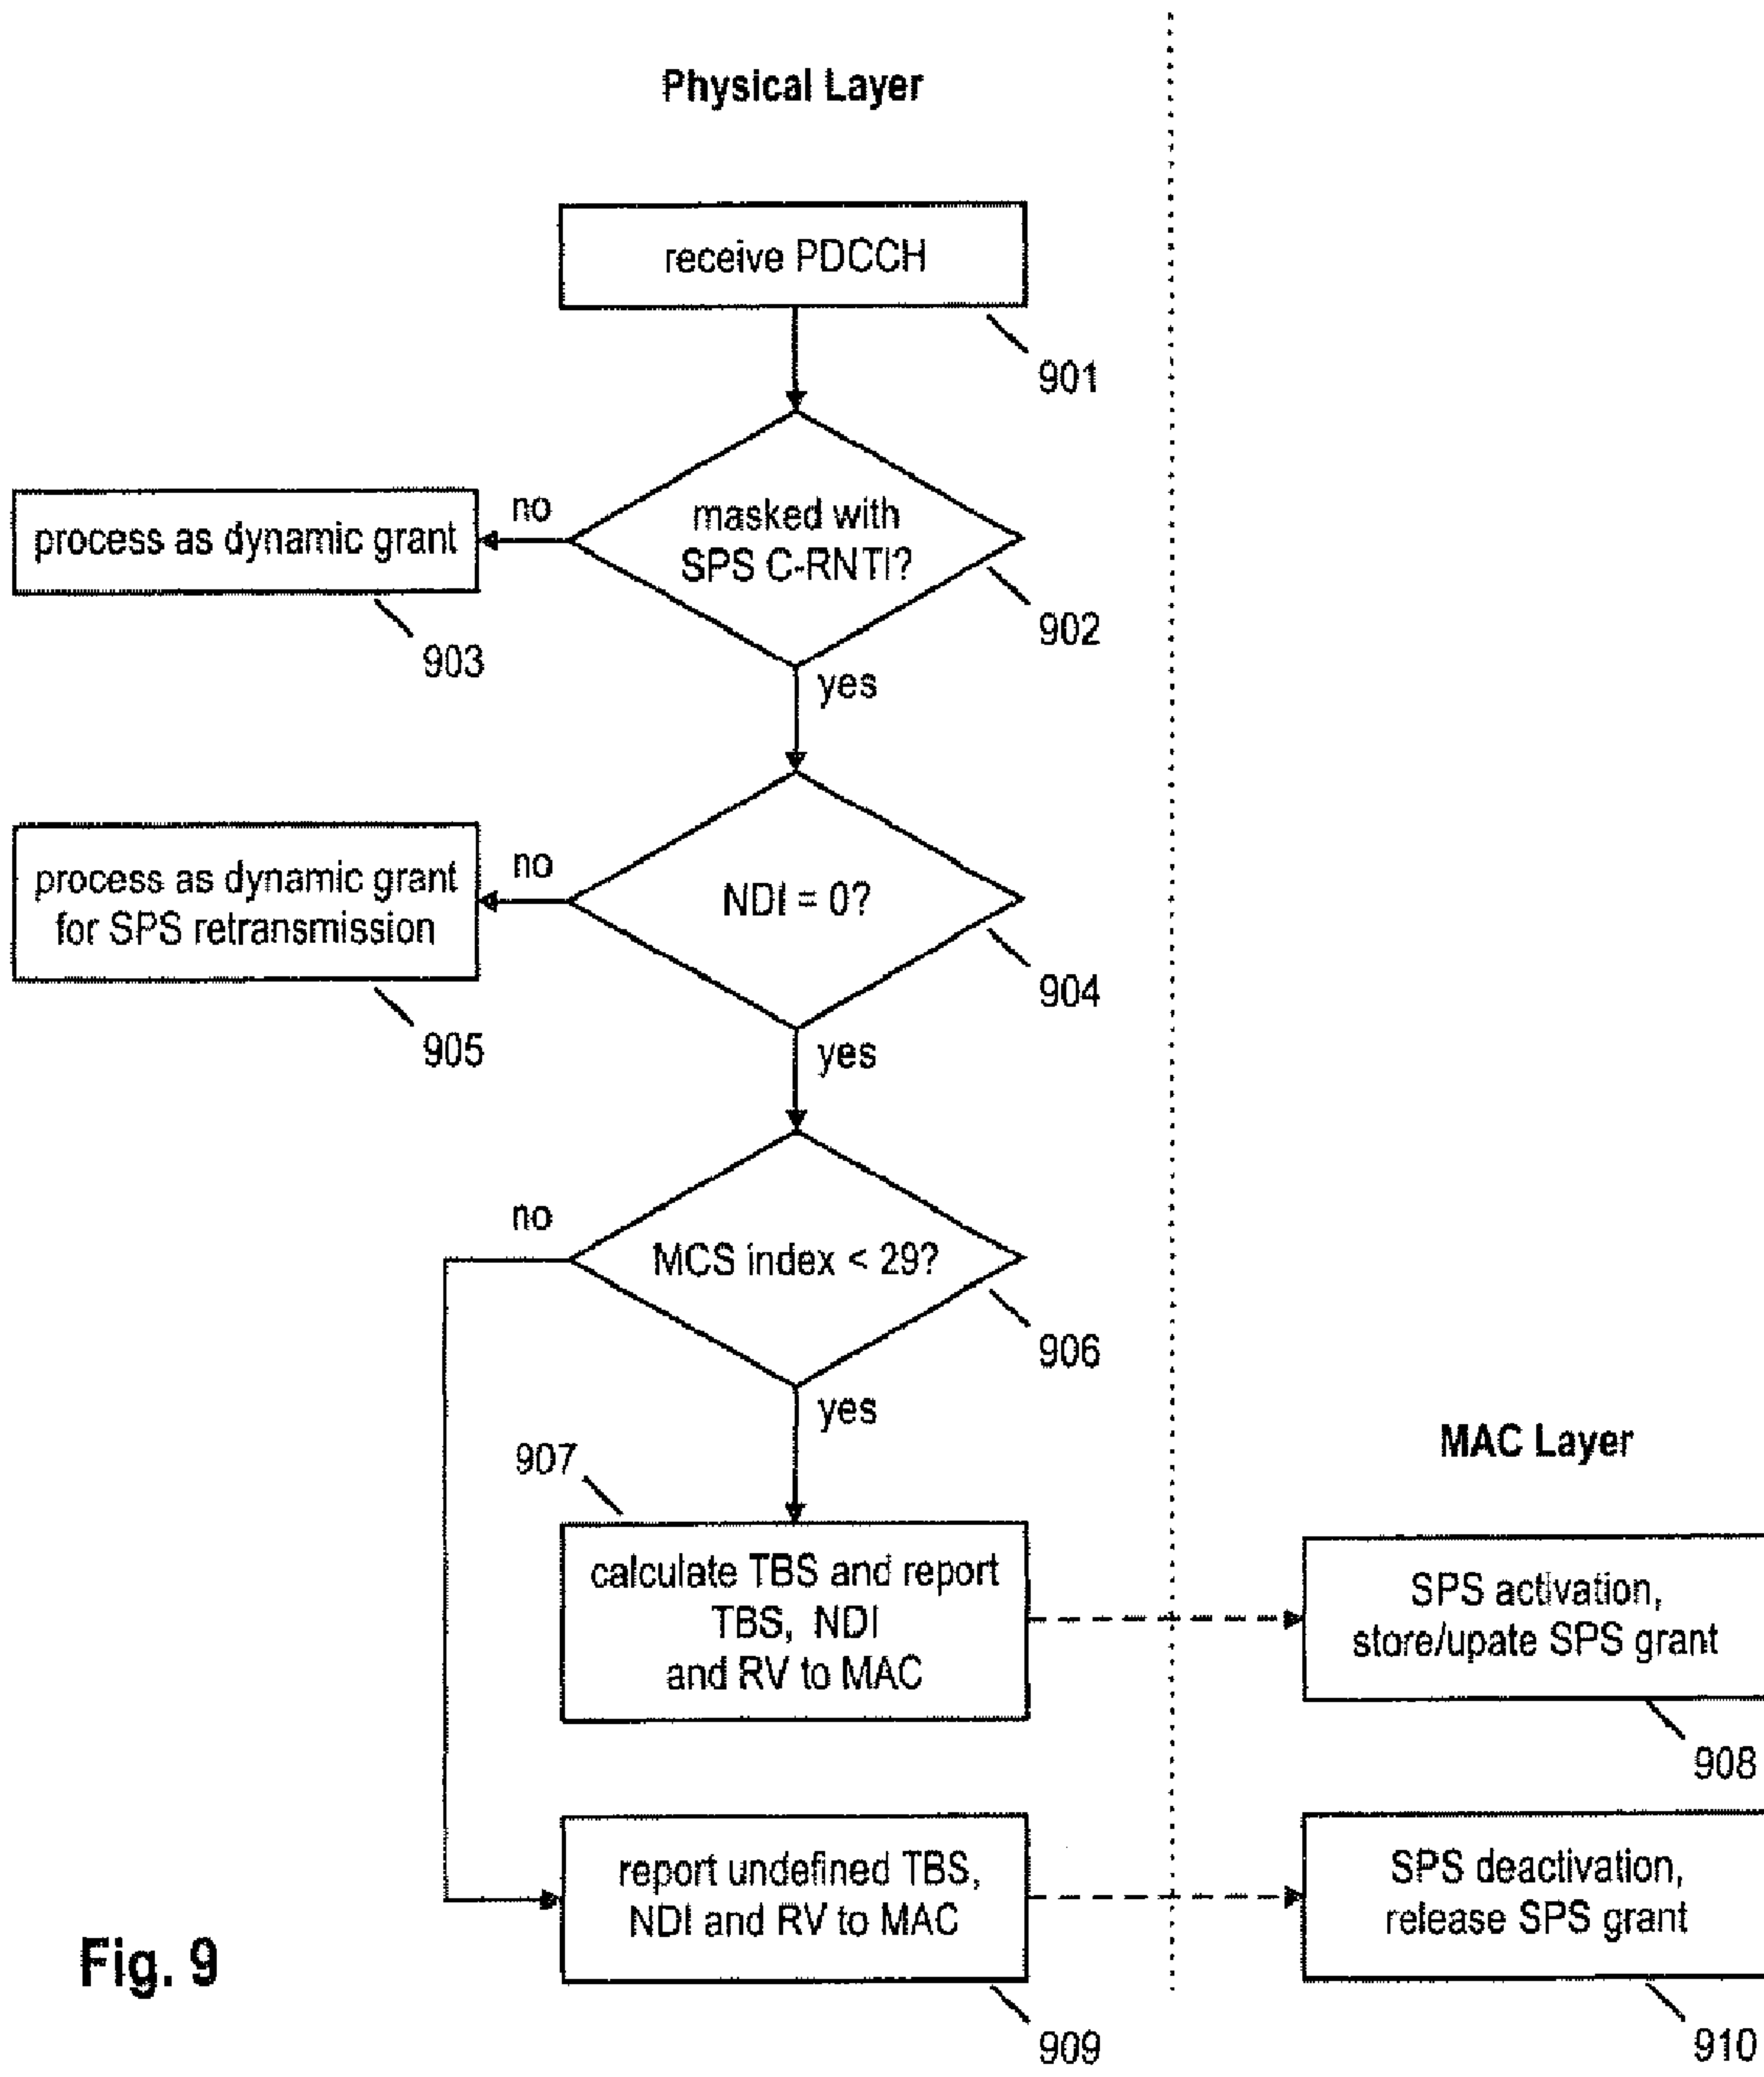 Physical Layer
receive PDCCH
901
masked with
SPS C-RNTI?
902
no
process as dynamic grant
903
yes
NDI = 0?
904
no
process as dynamic grant
for SPS retransmission
905
yes
MCS index < 29?
906
no
yes
MAC Layer
907
calculate TBS and report
TBS, NDI
and RV to MAC
SPS activation,
store/upate SPS grant
908
report undefined TBS,
NDI and RV to MAC
909
SPS deactivation,
release SPS grant
910
Fig. 9